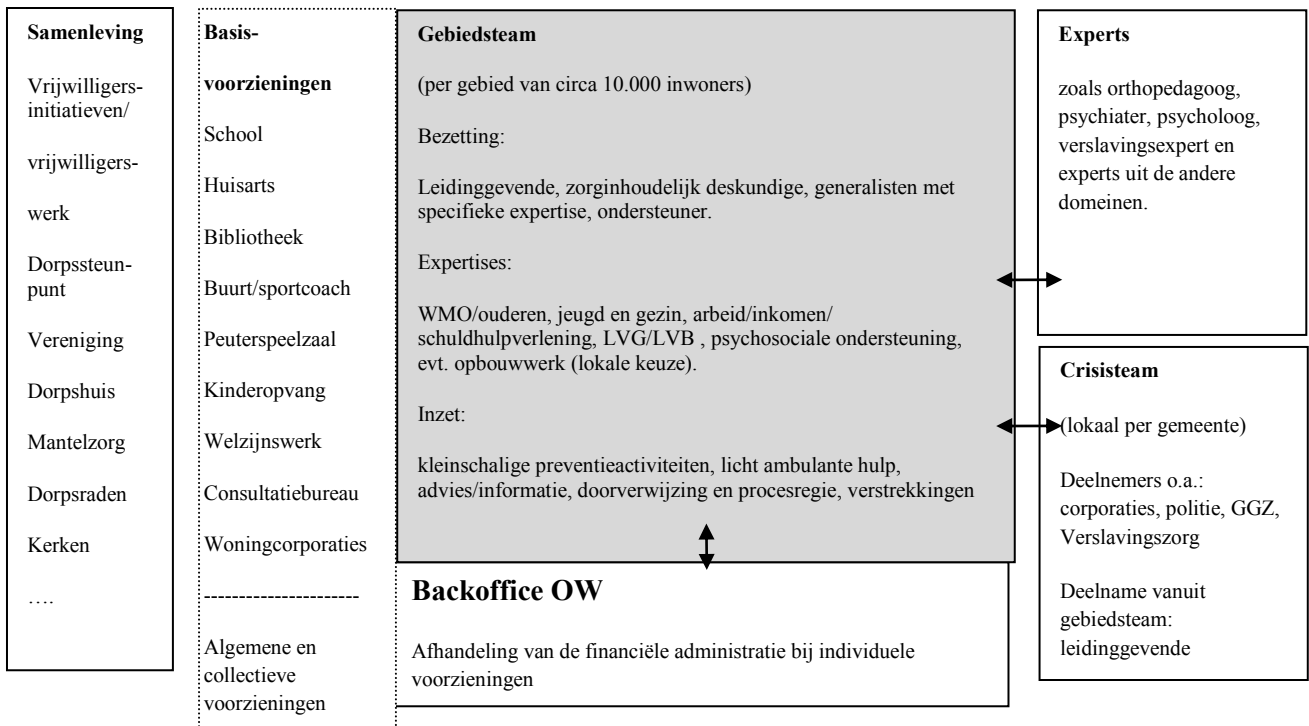 Samenleving
Vrijwilligers-
initiatieven/
vrijwilligers-
werk
Dorpssteun-
punt
Vereniging
Dorpshuis
Mantelzorg
Dorpsraden
Kerken
….
Basis-
voorzieningen
School
Huisarts
Bibliotheek
Buurt/sportcoach
Peuterspeelzaal
Kinderopvang
Welzijnswerk
Consultatiebureau
Woningcorporaties
----------------------
Algemene en
collectieve
voorzieningen
Gebiedsteam
(per gebied van circa 10.000 inwoners)
Bezetting:
Leidinggevende, zorginhoudelijk deskundige, generalisten met
specifieke expertise, ondersteuner.
Expertises:
WMO/ouderen, jeugd en gezin, arbeid/inkomen/
schuldhulpverlening, LVG/LVB , psychosociale ondersteuning,
evt. opbouwwerk (lokale keuze).
Inzet:
kleinschalige preventieactiviteiten, licht ambulante hulp,
advies/informatie, doorverwijzing en procesregie, verstrekkingen
Backoffice OW
Afhandeling van de financiële administratie bij individuele
voorzieningen
Experts
zoals orthopedagoog,
psychiater, psycholoog,
verslavingsexpert en
experts uit de andere
domeinen.
Crisisteam
(lokaal per gemeente)
Deelnemers o.a.:
corporaties, politie, GGZ,
Verslavingszorg
Deelname vanuit
gebiedsteam:
leidinggevende